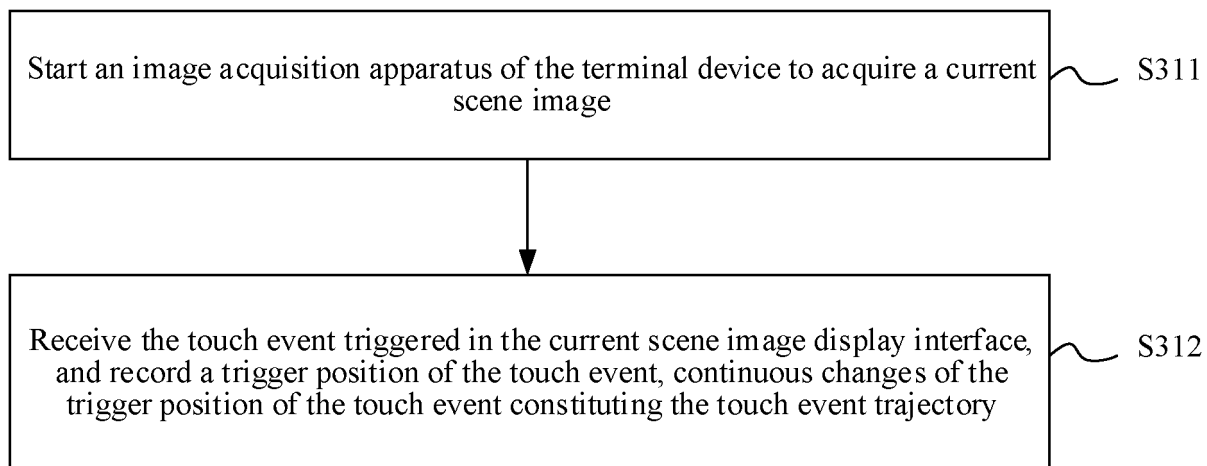 Start an image acquisition apparatus of the terminal device to acquire a current
scene image
S311
Receive the touch event triggered in the current scene image display interface,
and record a trigger position of the touch event, continuous changes of the
trigger position of the touch event constituting the touch event trajectory
S312